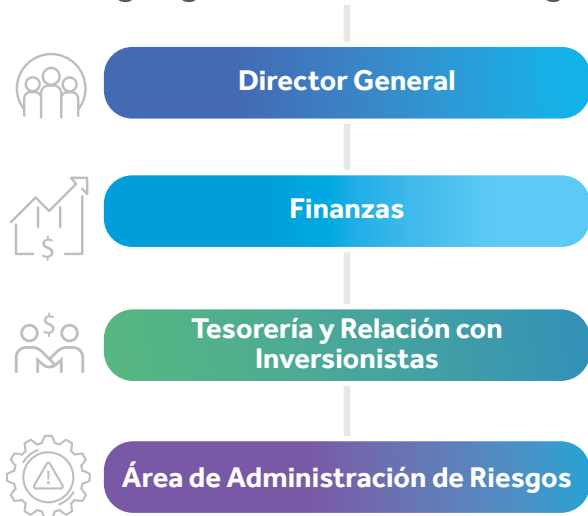 Director General
Finanzas
Tesorería y Relación con
Inversionistas
Área de Administración de Riesgos